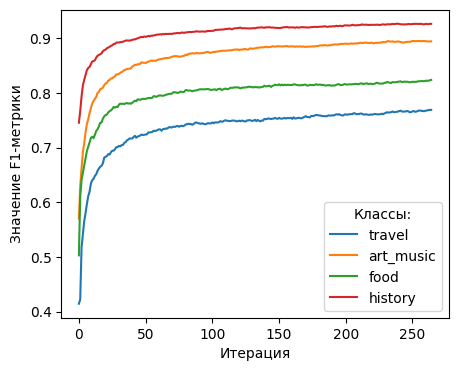 Значение F1-метрики
0.9
0.8
0.7
0.6
0.5
0.4
0 50 100 150 200 250
Итерация
Классы:
travel
art_music
food
history